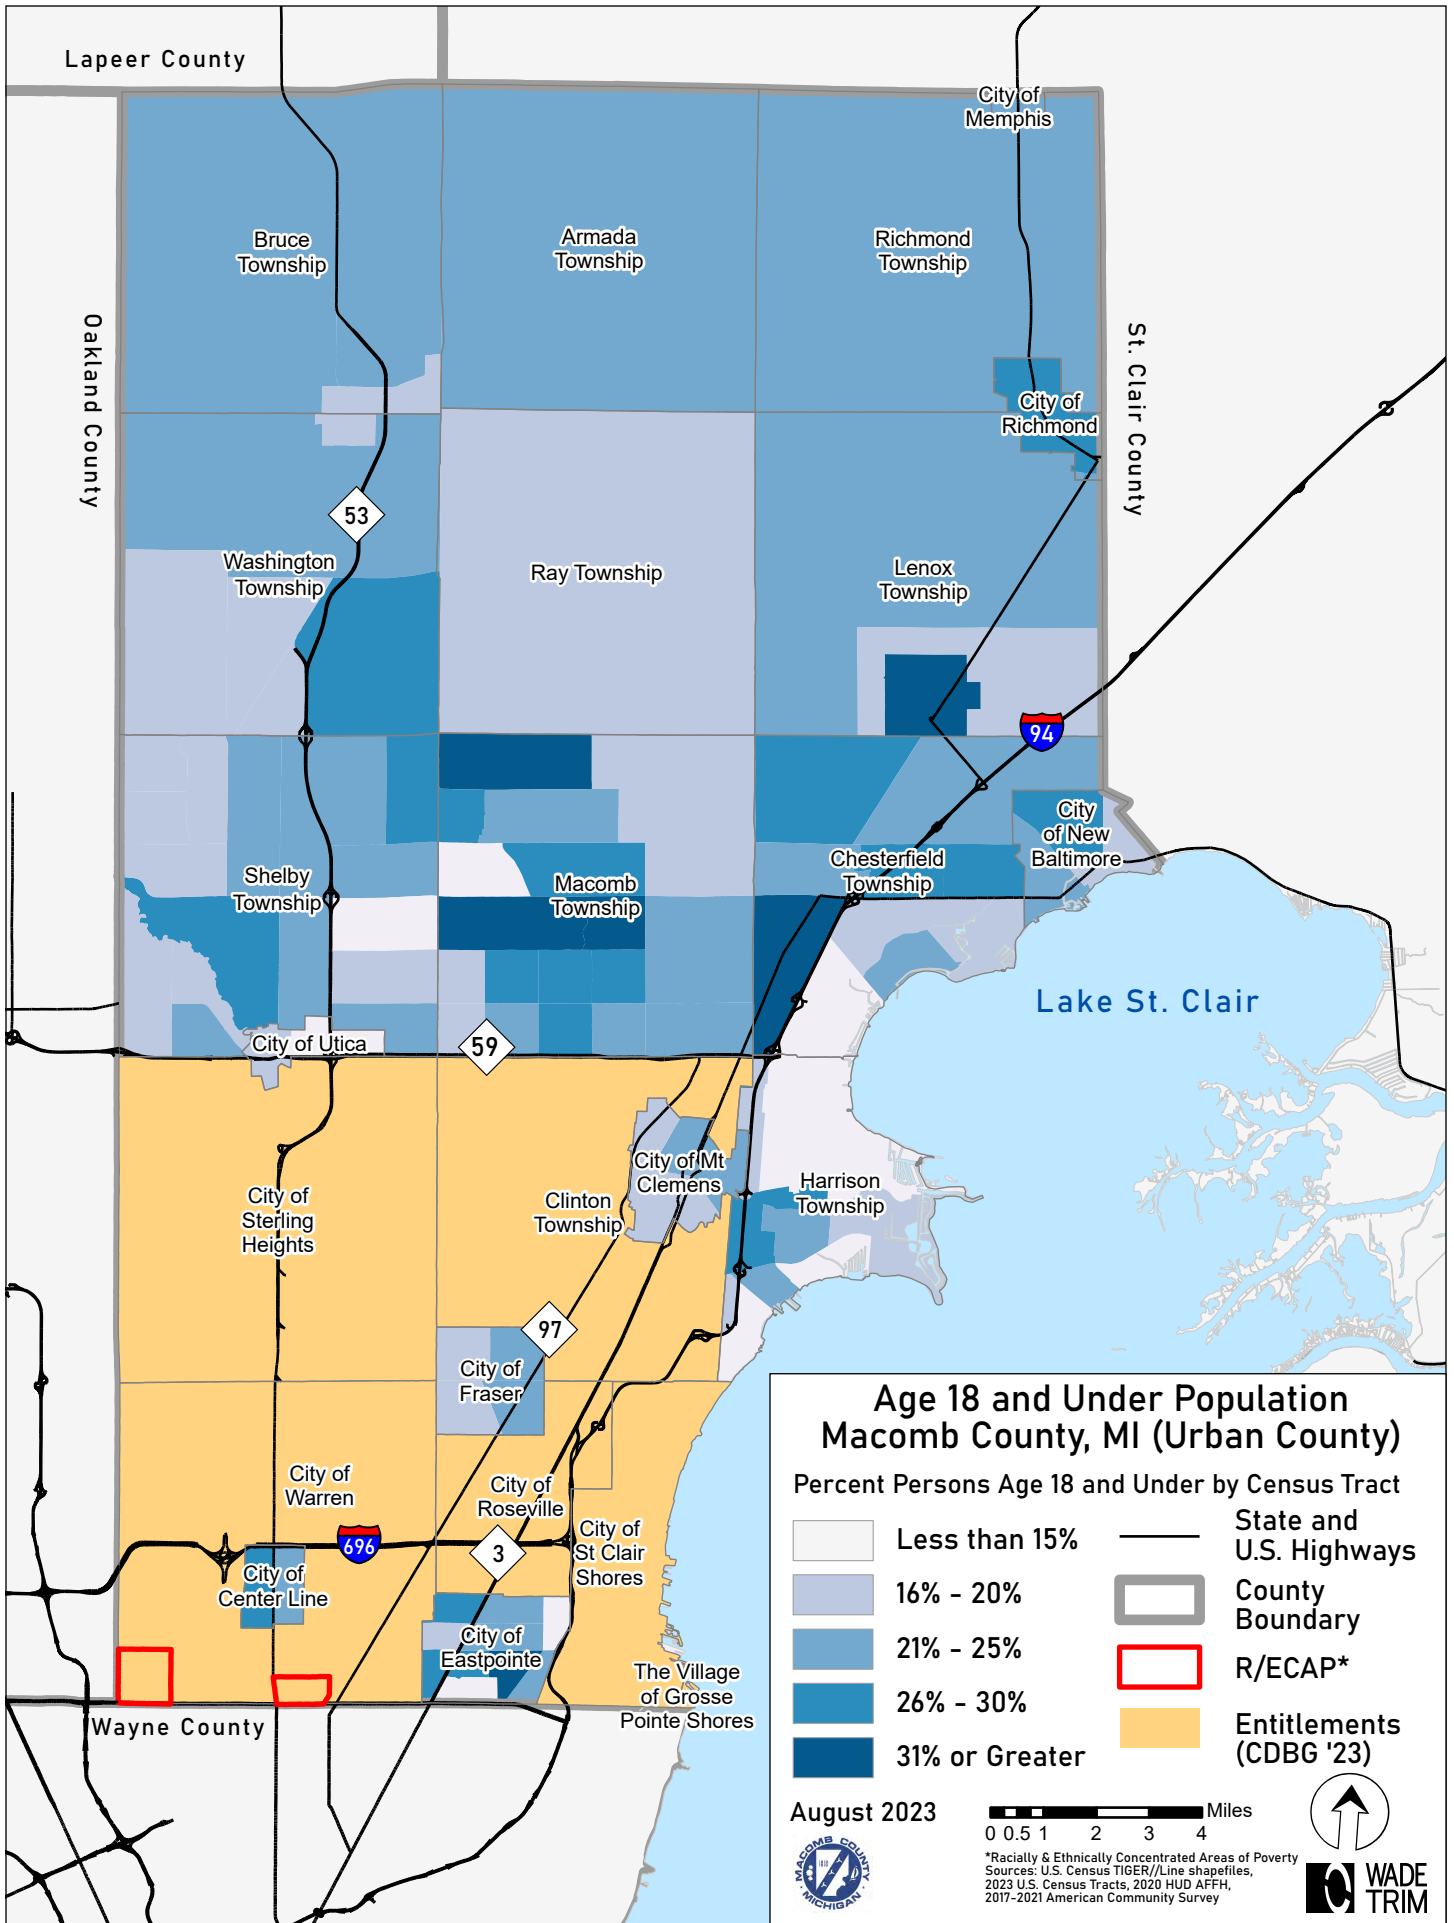 Lapeer County
City of
Memphis
Bruce
Township
Armada
Township
Richmond
Township
Oakland County
St. Clair County
City of
Richmond
53
Washington
Township
Ray Township
Lenox
Township
94
City
of New
Baltimore
Chesterfield
Township
Shelby
Township
Macomb
Township
Lake St. Clair
City of Utica
59
City of Mt
Clemens
Harrison
Township
Clinton
Township
City of
Sterling
Heights
97
City of
Fraser
City of
Warren
City of
Roseville
696
3
City of
St Clair
Shores
City of
Center Line
City of
Eastpointe
The Village
of Grosse
Pointe Shores
Wayne County
Age 18 and Under Population
Macomb County, MI (Urban County)
Percent Persons Age 18 and Under by Census Tract
Less than 15%
16% - 20%
21% - 25%
26% - 30%
31% or Greater
State and
U.S. Highways
County
Boundary
R/ECAP*
Entitlements
(CDBG '23)
August 2023
Miles
0 0.5 1 2 3 4
*Racially & Ethnically Concentrated Areas of Poverty
Sources: U.S. Census TIGER//Line shapefiles,
2023 U.S. Census Tracts, 2020 HUD AFFH,
2017-2021 American Community Survey
MACOMB COUNTY
MICHIGAN
WADE
TRIM